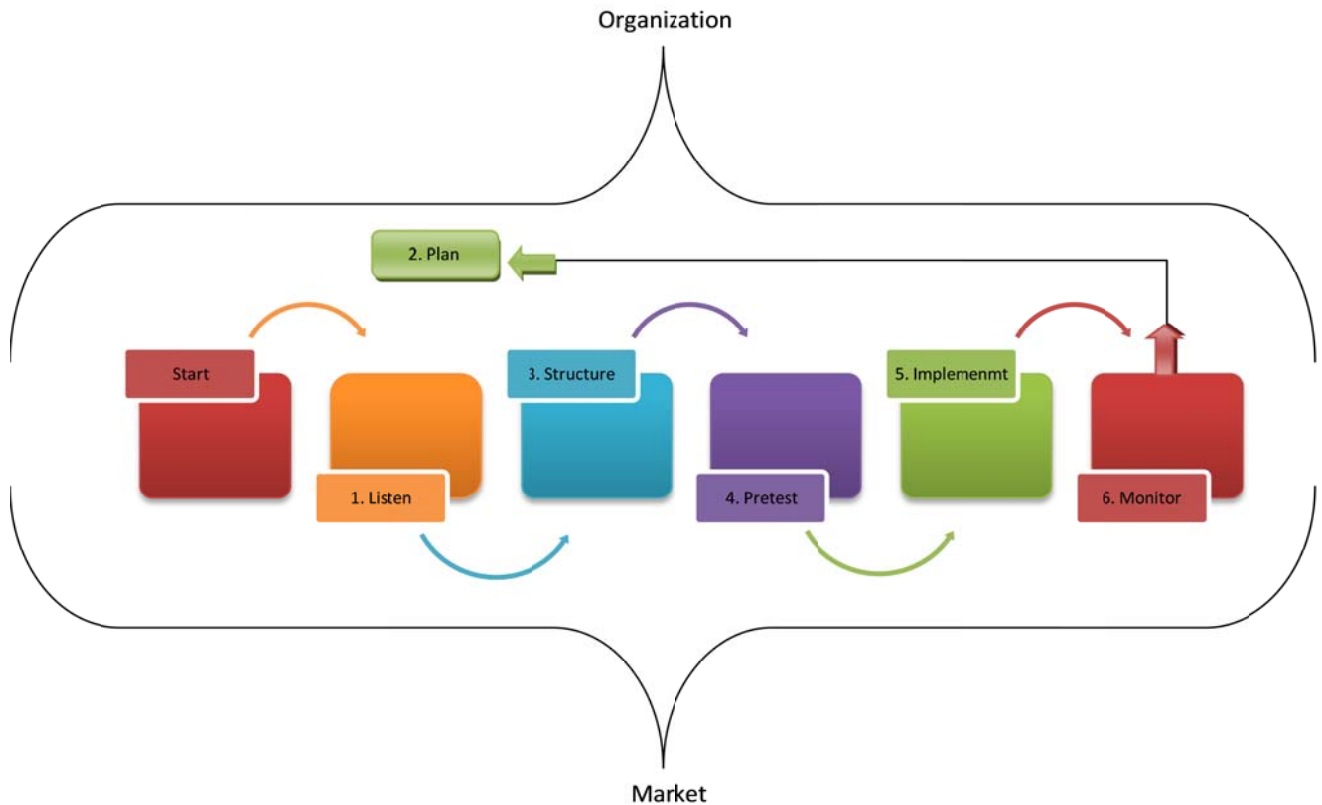 Organization
2. Plan
Start
3. Structure
5. Implemenmt
1. Listen
4. Pretest
6. Monitor
Market